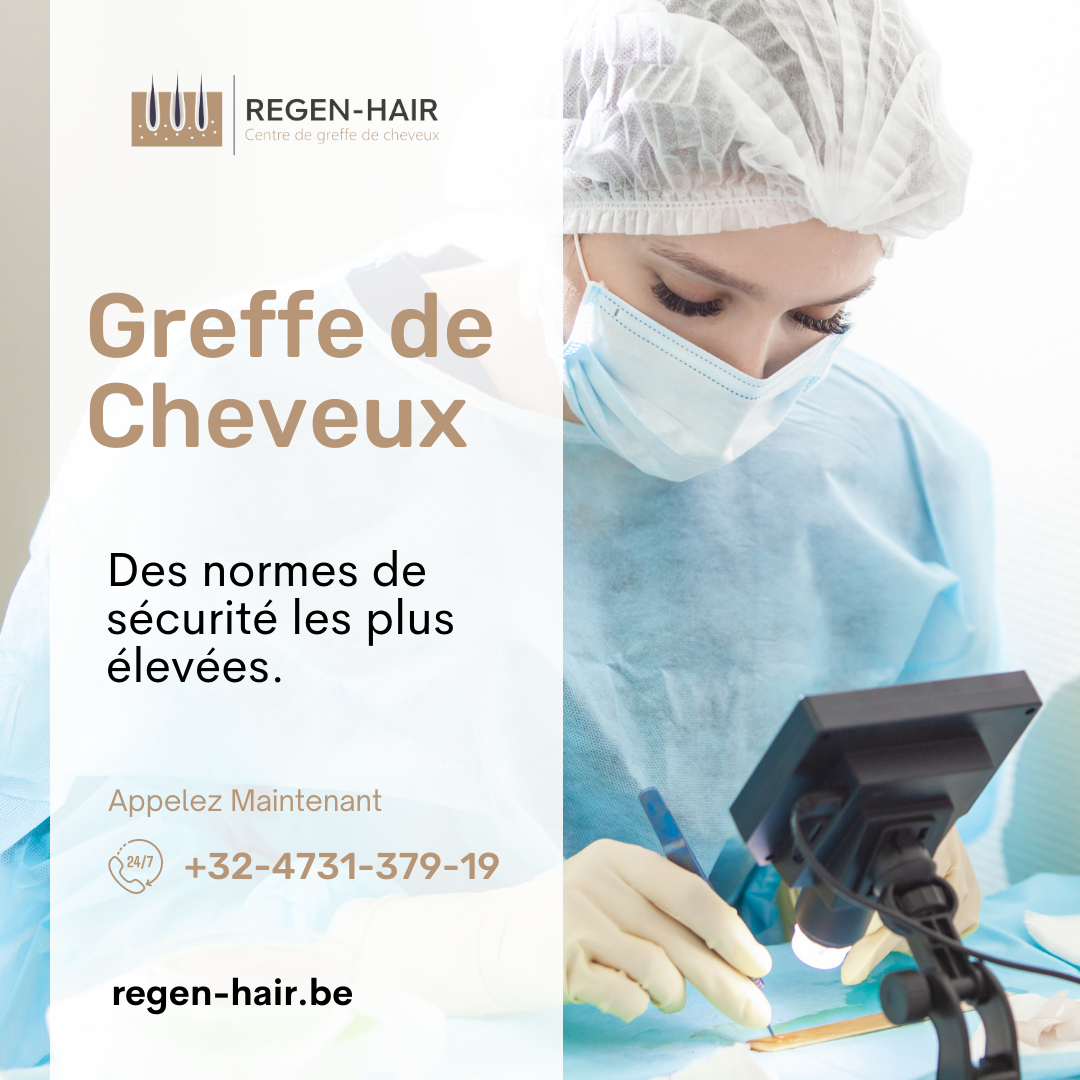 REGEN-HAIR
Centre de greffe de cheveux
Greffe de
Cheveux
Des normes de
sécurité les plus
élevées.
Appelez Maintenant
24/7
+32-4731-379-19
regen-hair.be